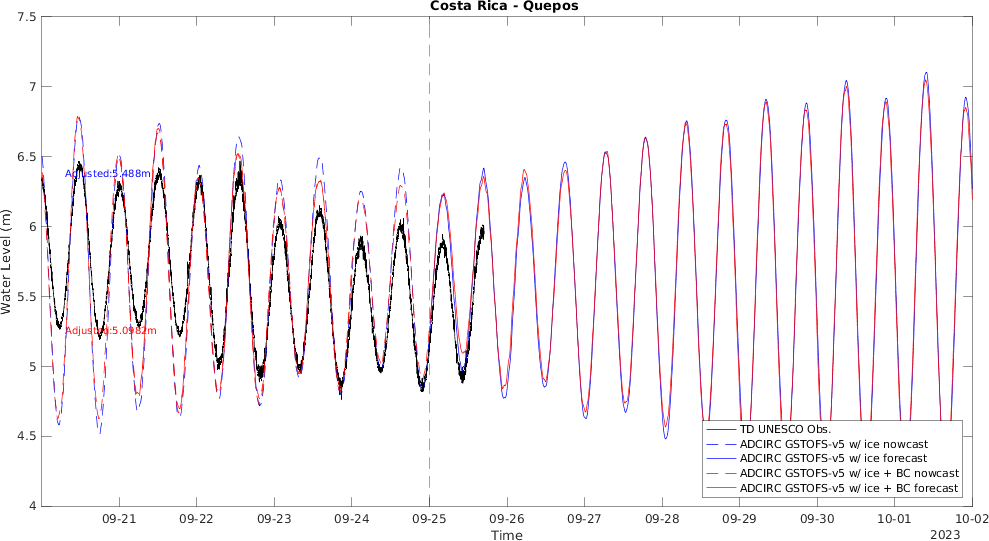 Costa Rica - Quepos
7.5
7
6.5
6
5.5
5
4.5
4
Water Level (m)
Adjusted:5.488m
Adjusted:5.0982m
TD UNESCO Obs.
ADCIRC GSTOFS-v5 w/ ice nowcast
ADCIRC GSTOFS-v5 w/ ice forecast
ADCIRC GSTOFS-v5 w/ ice + BC nowcast
ADCIRC GSTOFS-v5 w/ ice + BC forecast
09-21 09-22 09-23 09-24 09-25 09-26 09-27 09-28 09-29 09-30 10-01 10-02
Time
2023